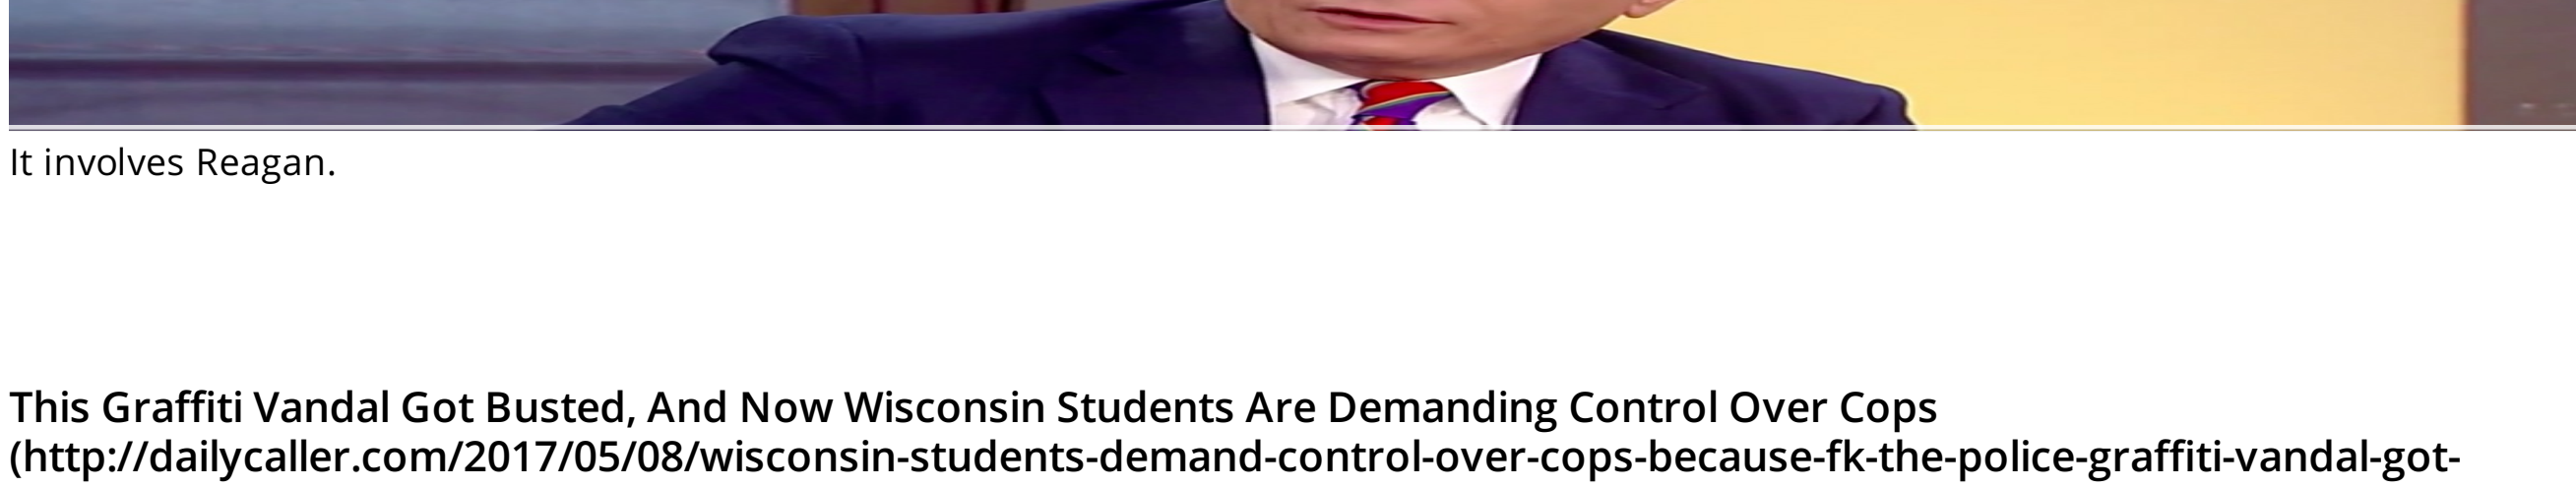 It involves Reagan.
This Graffiti Vandal Got Busted, And Now Wisconsin Students Are Demanding Control Over Cops
(http://dailycaller.com/2017/05/08/wisconsin-students-demand-control-over-cops-because-fk-the-police-graffiti-vandal-got-